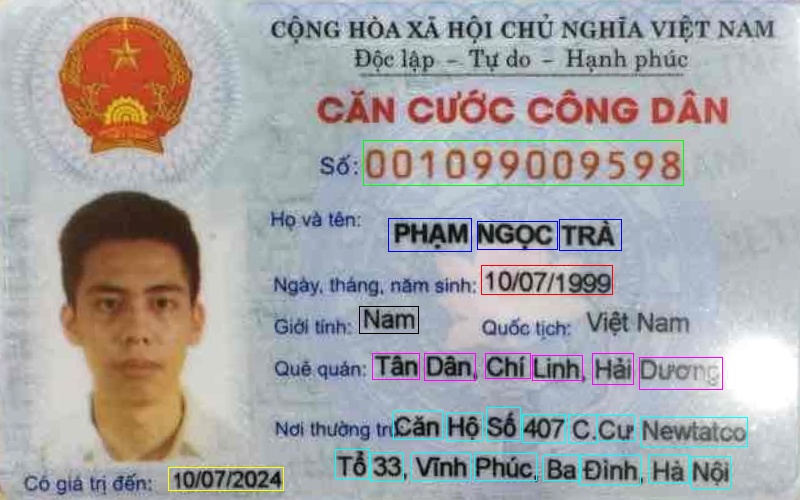 CỘNG HÒA XÃ HỘI CHỦ NGHĨA VIỆT NAM
Độc lập - Tự do - Hạnh phúc
CĂN CƯỚC CÔNG DÂN
Số: 001099009598
Họ và tên: PHẠM NGỌC TRÀ
Ngày, tháng, năm sinh: 10/07/1999
Giới tính: Nam Quốc tịch: Việt Nam
Quê quán: Tân Dân, Chí Linh, Hải Dương
Nơi thường trú: Căn Hộ Số 407 C.Cư Newtatco
Tổ 33, Vĩnh Phúc, Ba Đình, Hà Nội
Có giá trị đến: 10/07/2024